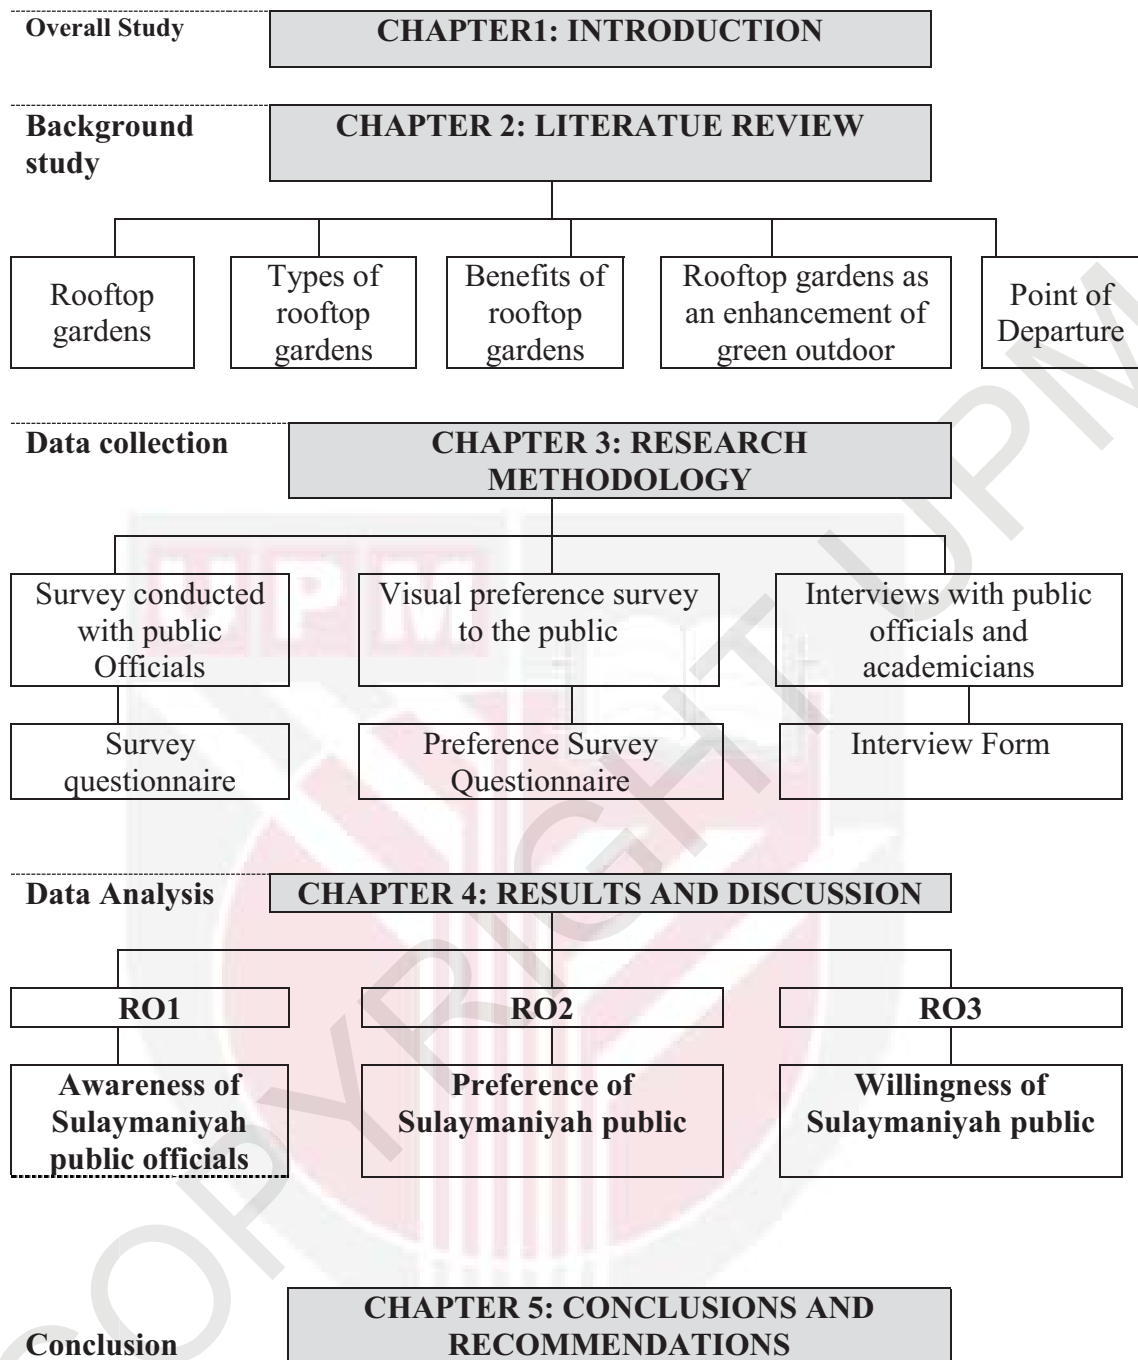 Overall Study
CHAPTER1: INTRODUCTION
Background
study
CHAPTER 2: LITERATUE REVIEW
Rooftop
gardens
Types of
rooftop
gardens
Benefits of
rooftop
gardens
Rooftop gardens as
an enhancement of
green outdoor
Point of
Departure
Data collection
CHAPTER 3: RESEARCH
METHODOLOGY
Survey conducted
with public
Officials
Visual preference survey
to the public
Interviews with public
officials and
academicians
Survey
questionnaire
Preference Survey
Questionnaire
Interview Form
Data Analysis
CHAPTER 4: RESULTS AND DISCUSSION
RO1
RO2
RO3
Awareness of
Sulaymaniyah
public officials
Preference of
Sulaymaniyah public
Willingness of
Sulaymaniyah public
Conclusion
CHAPTER 5: CONCLUSIONS AND
RECOMMENDATIONS
UPM
COPYRIGHT UPM